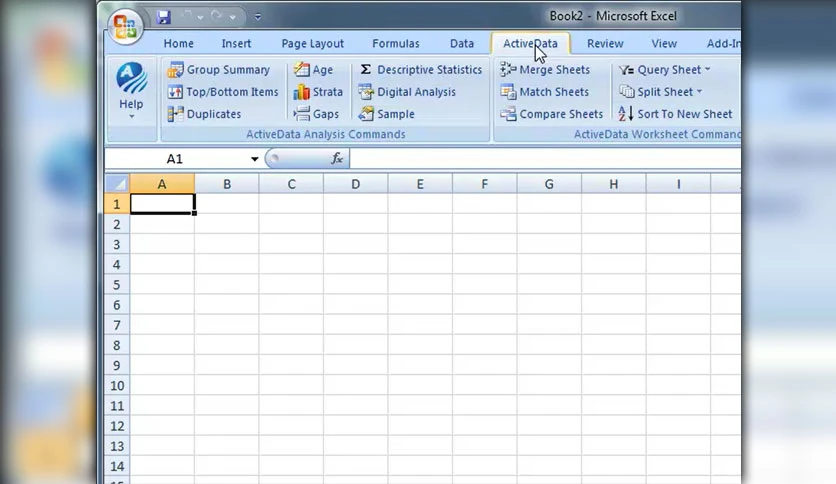 Book2 - Microsoft Excel
Home Insert Page Layout Formulas Data ActiveData Review View Add-In
Group Summary Age Σ Descriptive Statistics Merge Sheets Query Sheet
Help Top/Bottom Items Strata Digital Analysis Match Sheets Split Sheet
Duplicates Gaps Sample Compare Sheets Sort To New Sheet
ActiveData Analysis Commands ActiveData Worksheet Command
A1 fx
A B C D E F G H I
1
2
3
4
5
6
7
8
9
10
11
12
13
14